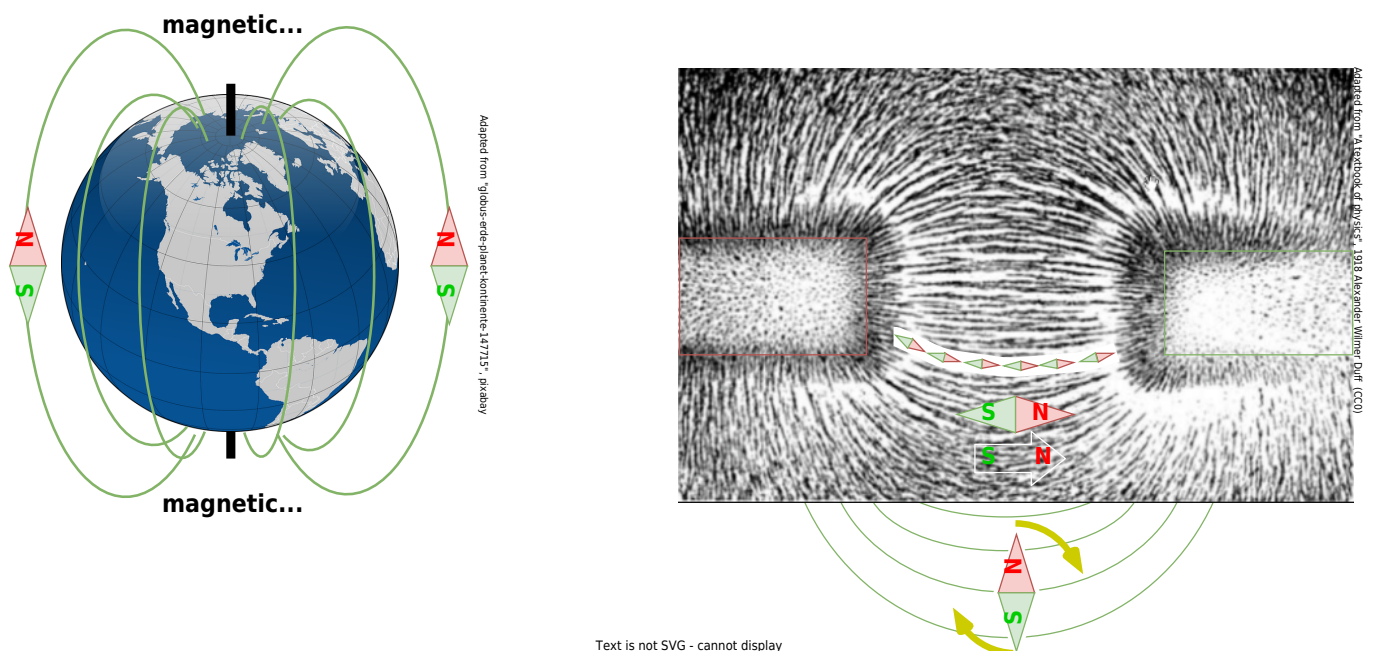 magnetic...
N
S
N
S
magnetic...
Adapted from "globus-erde-planet-kontinente-147715", pixabay
Adapted from "A textbook of physics", 1918 Alexander Wilmer Duff (CC0)
S N
S N
N
S
Text is not SVG - cannot display